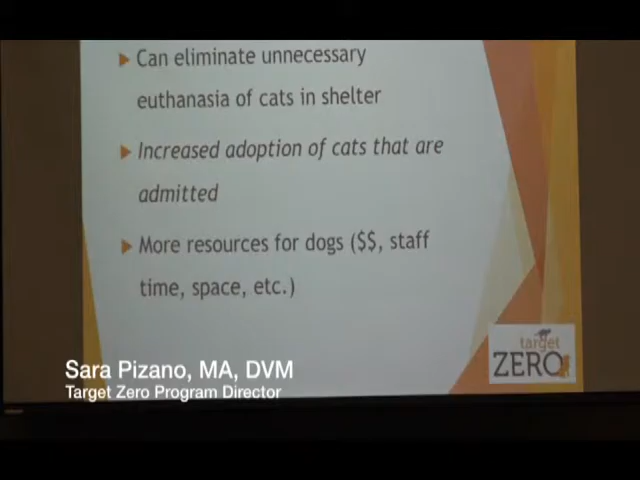 Can eliminate unnecessary
euthanasia of cats in shelter
Increased adoption of cats that are
admitted
More resources for dogs ($$, staff
time, space, etc.)
target
ZERO
Sara Pizano, MA, DVM
Target Zero Program Director